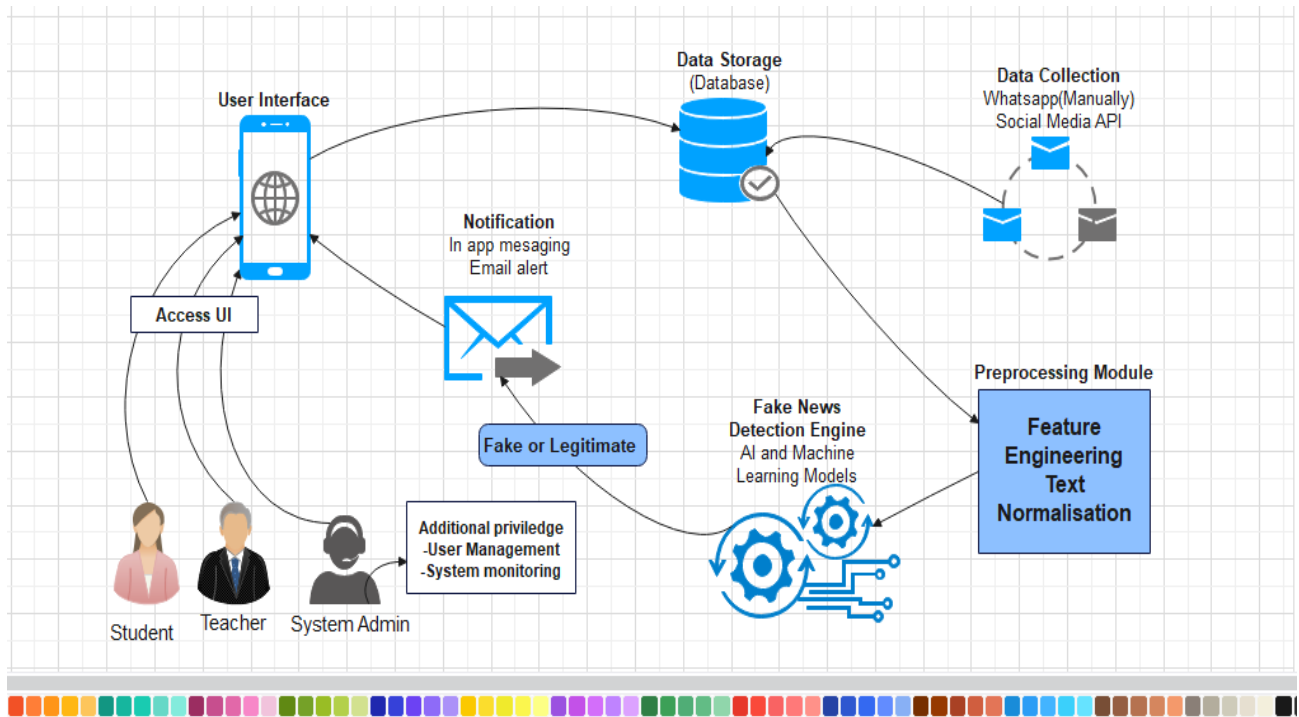 Data Storage
(Database)
Data Collection
Whatsapp(Manually)
Social Media API
User Interface
Notification
In app mesaging
Email alert
Access UI
Preprocessing Module
Feature
Engineering
Text
Normalisation
Fake News
Detection Engine
AI and Machine
Learning Models
Fake or Legitimate
Additional priviledge
-User Management
-System monitoring
Student
Teacher
System Admin